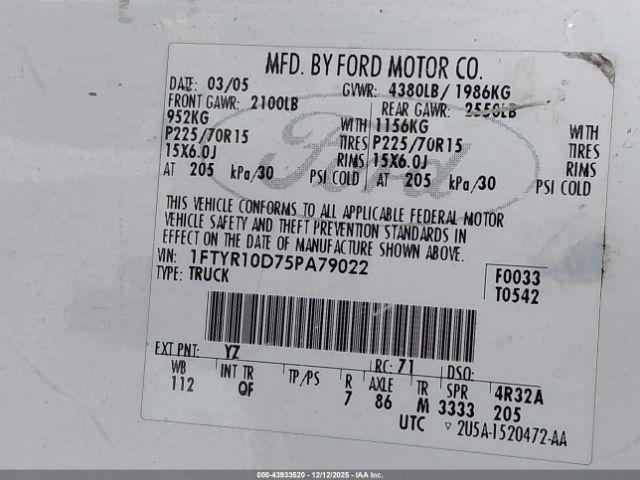 MFD. BY FORD MOTOR CO.
DATE: 03/05 GVWR: 4380LB/ 1986KG
FRONT GAWR: 2100LB REAR GAWR: 2550LB
952KG WITH 1156KG WITH
P225/70R15 TIRES P225/70R15 TIRES
15X6.0J RIMS 15X6.0J RIMS
AT 205 kPa/30 PSI COLD AT 205 kPa/30 PSI COLD
Ford
THIS VEHICLE CONFORMS TO ALL APPLICABLE FEDERAL MOTOR
VEHICLE SAFETY AND THEFT PREVENTION STANDARDS IN
EFFECT ON THE DATE OF MANUFACTURE SHOWN ABOVE.
VIN: 1FTYR10D75PA79022 F0033
TYPE: TRUCK T0542
EXT PNT: YZ RC: 71 DSO:
WB INT TR TP/PS R AXLE TR SPR 4R32A
112 QF 7 86 M 3333 205
UTC ▽ 2U5A-1520472-AA
000-43933520 - 12/12/2025 - IAAI.COM